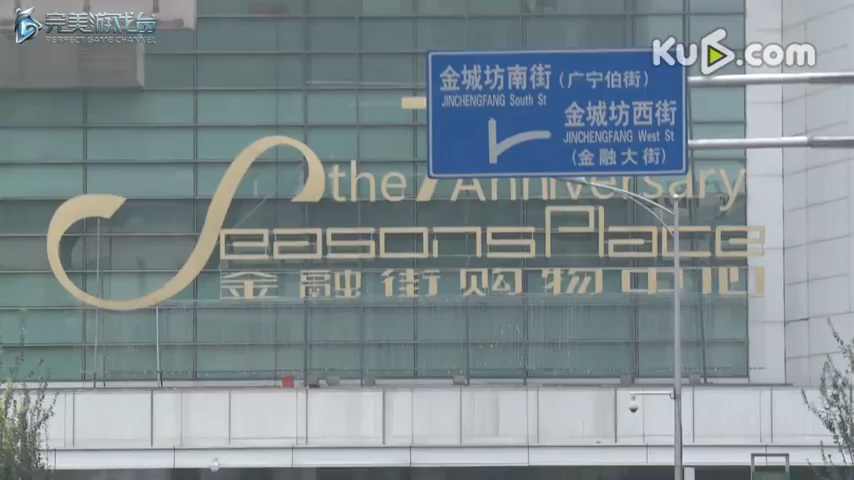 完美游戏台
PERFECT GAME CHANNEL
Ku6.com
金城坊南街(广宁伯街)
JINCHENGFANG South St
金城坊西街
JINCHENGFANG West St
(金融大街)
the 7 Anniversary
Seasons Place
金融街购物中心